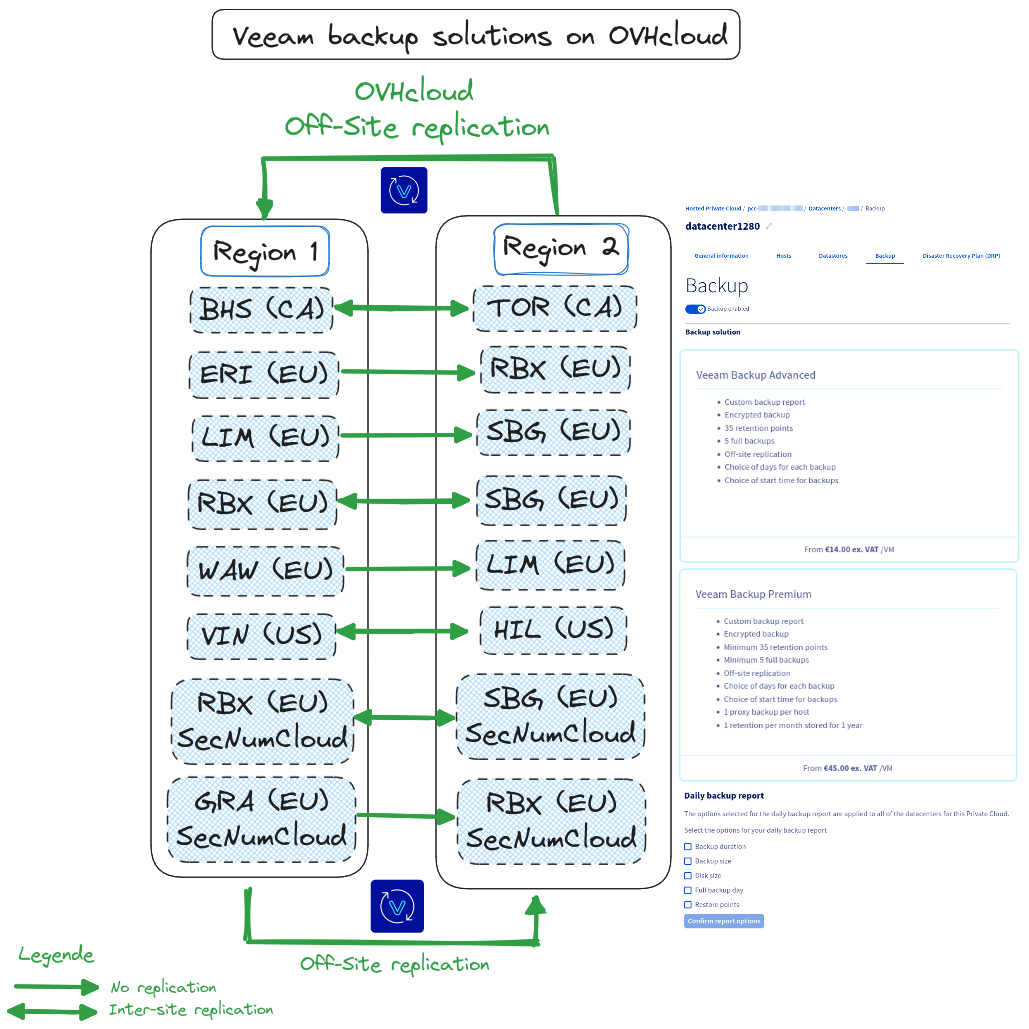 Veeam backup solutions on OVHcloud
OVHcloud
Off-Site replication
Region 1
Region 2
BHS (CA)
TOR (CA)
ERI (EU)
RBX (EU)
LIM (EU)
SBG (EU)
RBX (EU)
SBG (EU)
WAW (EU)
LIM (EU)
VIN (US)
HIL (US)
RBX (EU)
SecNumCloud
SBG (EU)
SecNumCloud
GRA (EU)
SecNumCloud
RBX (EU)
SecNumCloud
Off-Site replication
Legende
No replication
Inter-site replication
Hosted Private Cloud / pcc- / Datacenters / / Backup
datacenter1280
General information Hosts Datastores Backup Disaster Recovery Plan (DRP)
Backup
Backup enabled
Backup solution
Veeam Backup Advanced
• Custom backup report
• Encrypted backup
• 35 retention points
• 5 full backups
• Off-site replication
• Choice of days for each backup
• Choice of start time for backups
From €14.00 ex. VAT /VM
Veeam Backup Premium
• Custom backup report
• Encrypted backup
• Minimum 35 retention points
• Minimum 5 full backups
• Off-site replication
• Choice of days for each backup
• Choice of start time for backups
• 1 proxy backup per host
• 1 retention per month stored for 1 year
From €45.00 ex. VAT /VM
Daily backup report
The options selected for the daily backup report are applied to all of the datacenters for this Private Cloud.
Select the options for your daily backup report
Backup duration
Backup size
Disk size
Full backup day
Restore points
Confirm report options